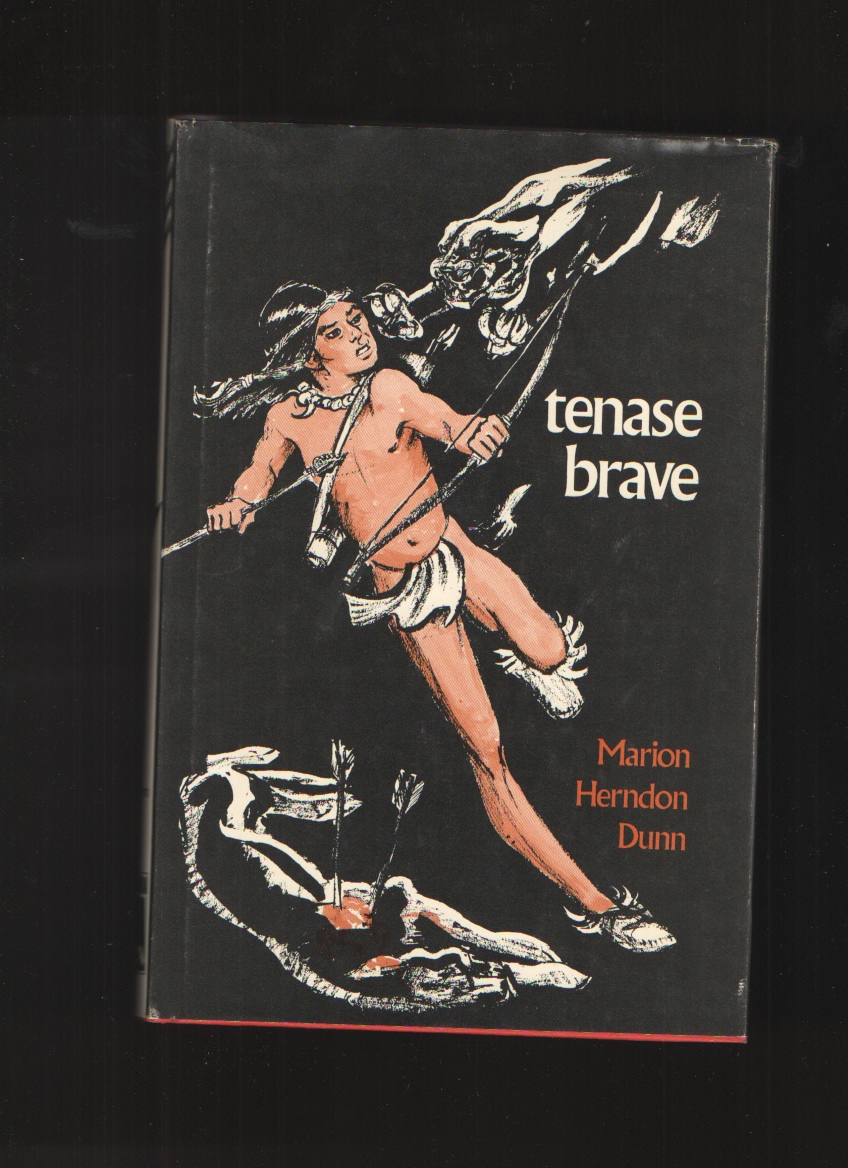 tenase
brave
Marion
Herndon
Dunn